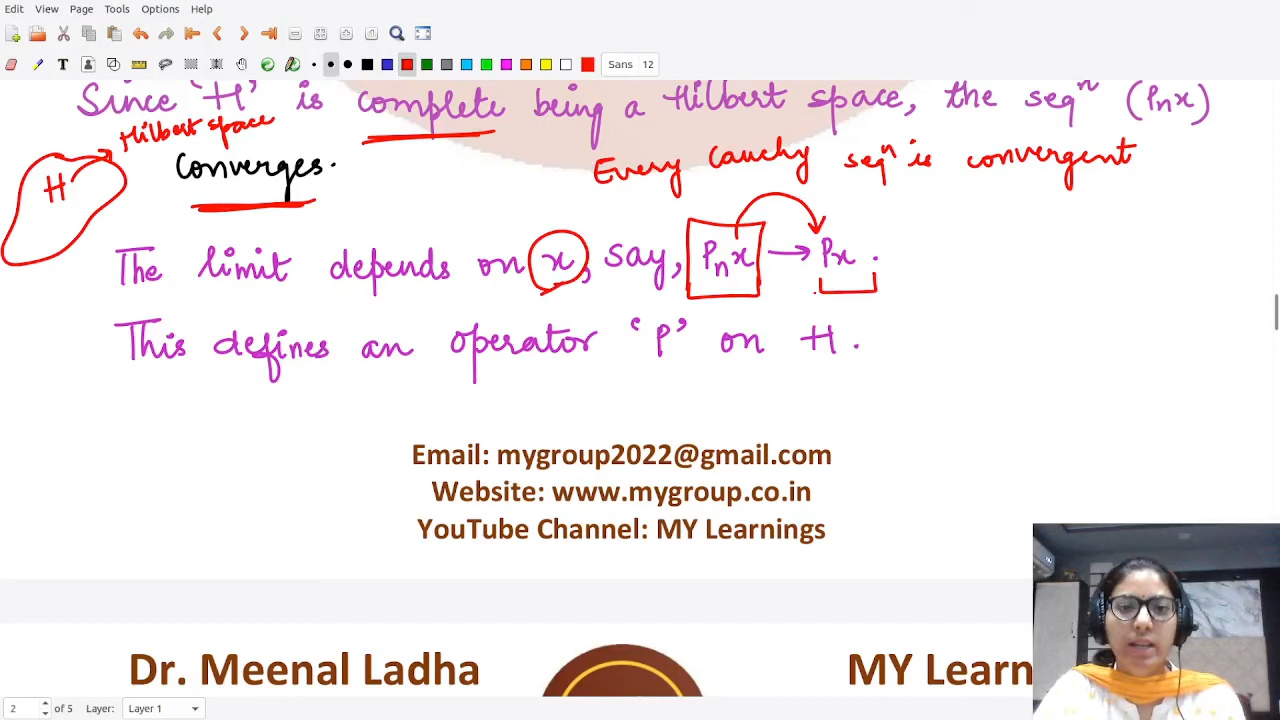 Edit View Page Tools Options Help
Sans 12
Since 'H' is complete being a Hilbert space, the seqⁿ (Pₙx)
Hilbert space
Converges.
Every Cauchy seqⁿ is convergent
H
The limit depends on x, say, Pₙx → Px.
This defines an operator 'P' on H.
Email: mygroup2022@gmail.com
Website: www.mygroup.co.in
YouTube Channel: MY Learnings
Dr. Meenal Ladha MY Learn
2 of 5 Layer: Layer 1